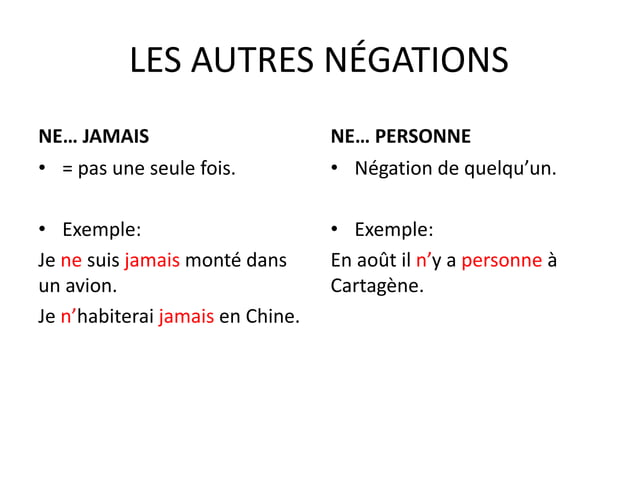 LES AUTRES NÉGATIONS
NE… JAMAIS
• = pas une seule fois.
• Exemple:
Je ne suis jamais monté dans
un avion.
Je n’habiterai jamais en Chine.
NE… PERSONNE
• Négation de quelqu’un.
• Exemple:
En août il n’y a personne à
Cartagène.